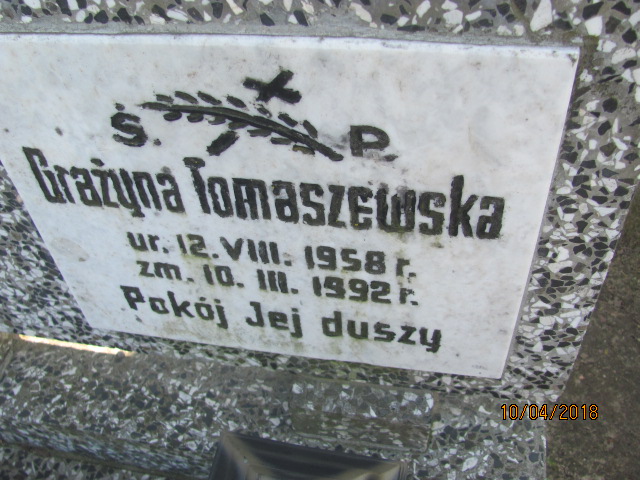 Ś. P.
Grażyna Tomaszewska
ur. 12. VIII. 1958 r.
zm. 10. III. 1992 r.
Pokój Jej duszy
10/04/2018